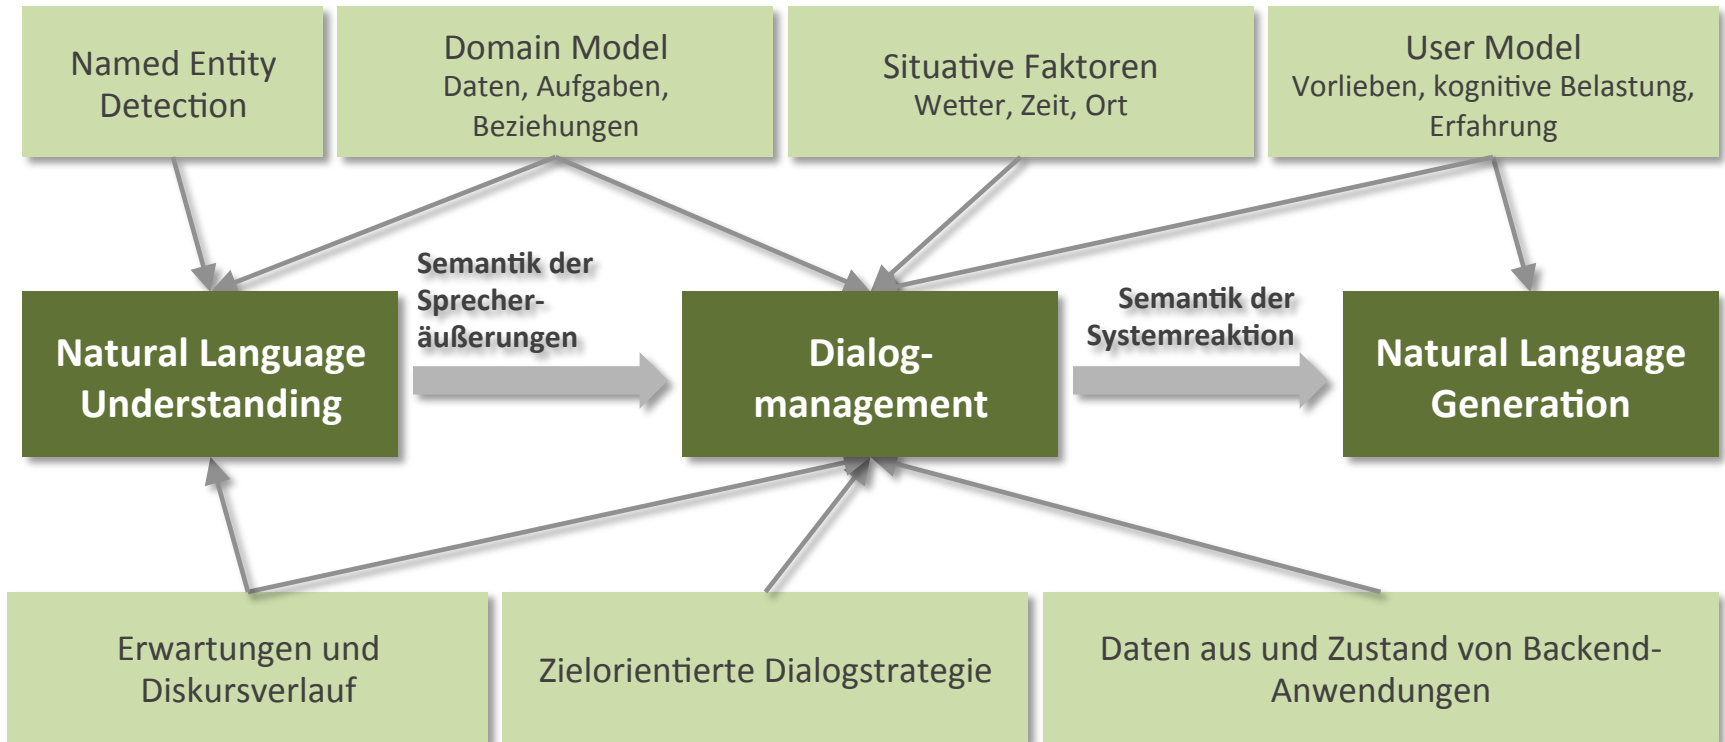 Named Entity
Detection
Domain Model
Daten, Aufgaben,
Beziehungen
Situative Faktoren
Wetter, Zeit, Ort
User Model
Vorlieben, kognitive Belastung,
Erfahrung
Semantik der
Sprecher-
äußerungen
Semantik der
Systemreaktion
Natural Language
Understanding
Dialog-
management
Natural Language
Generation
Erwartungen und
Diskursverlauf
Zielorientierte Dialogstrategie
Daten aus und Zustand von Backend-
Anwendungen